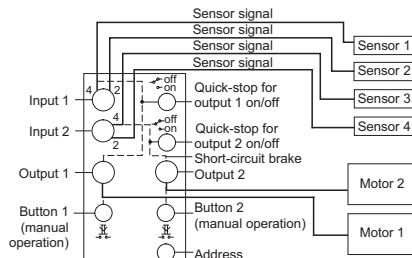 Sensor signal
Sensor signal
Sensor signal
Sensor signal
Sensor 1
Sensor 2
Sensor 3
Sensor 4
4
2
off
on
Input 1
Quick-stop for
output 1 on/off
4
2
off
on
Input 2
Quick-stop for
output 2 on/off
Short-circuit brake
Output 1
Output 2
Motor 2
Button 1
(manual
operation)
Button 2
(manual operation)
Motor 1
Address